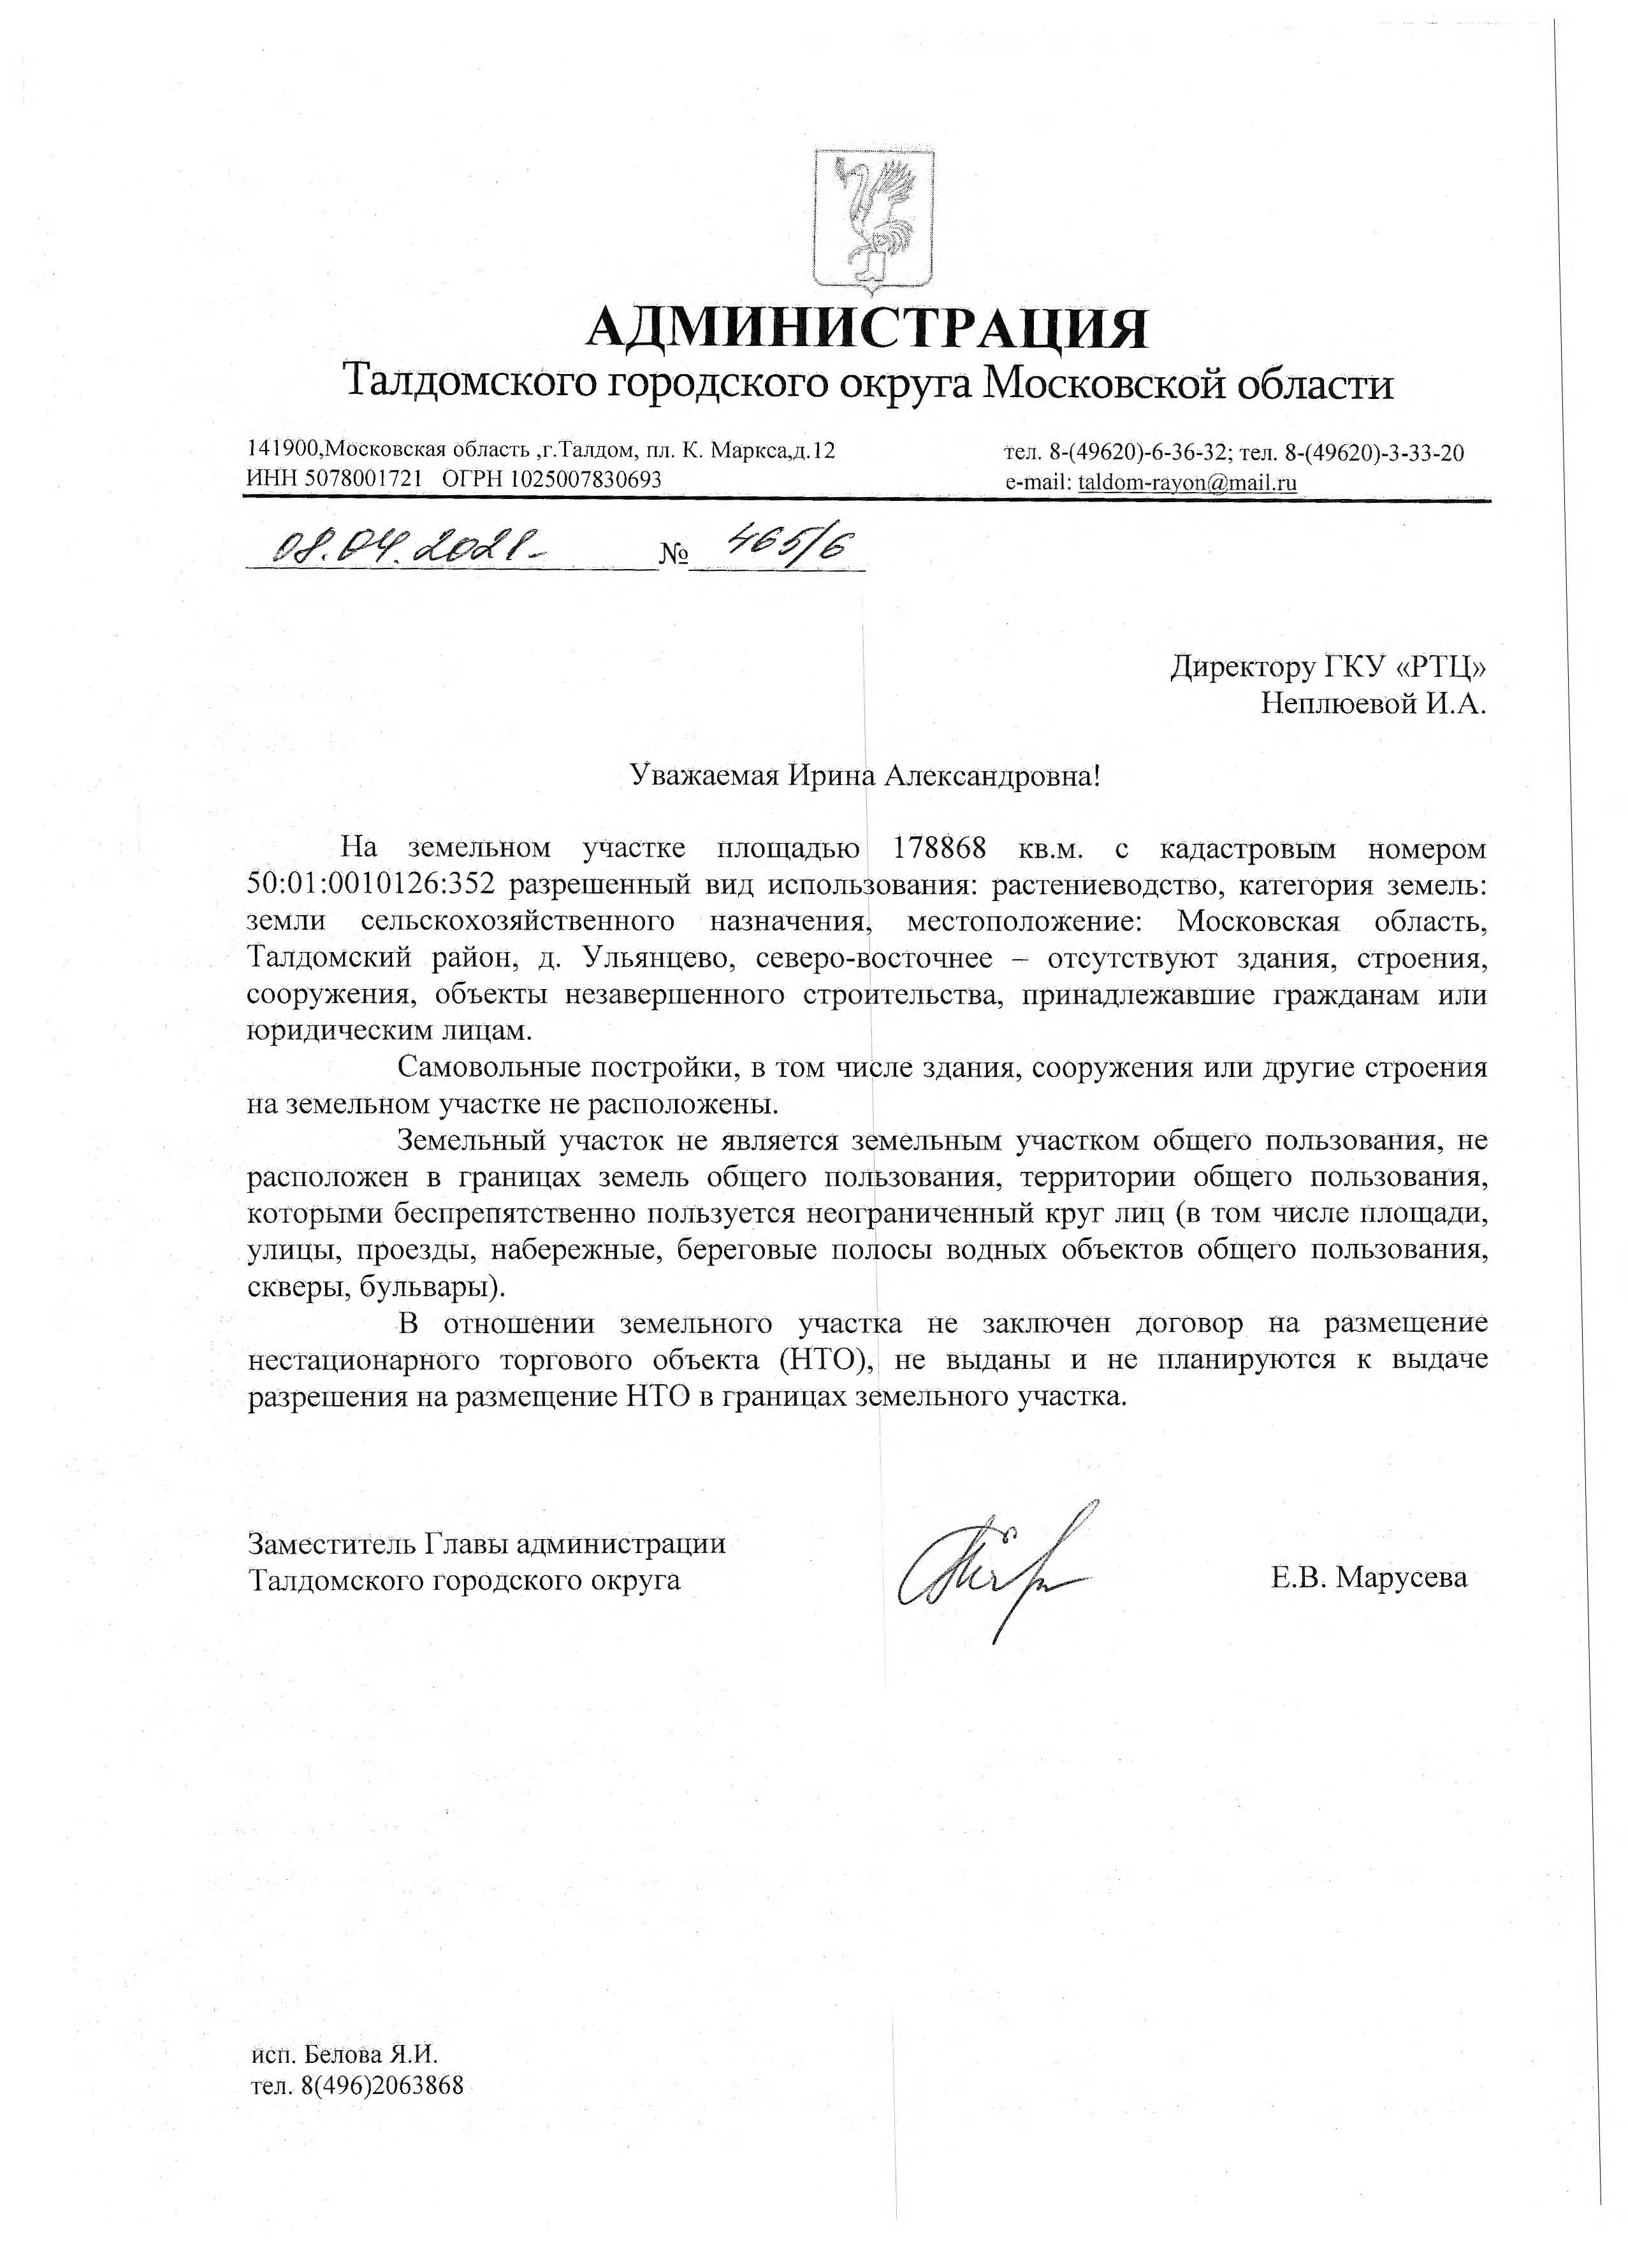 АДМИНИСТРАЦИЯ
Талдомского городского округа Московской области
141900,Московская область ,г.Талдом, пл. К. Маркса,д.12
ИНН 5078001721 ОГРН 1025007830693
тел. 8-(49620)-6-36-32; тел. 8-(49620)-3-33-20
e-mail: taldom-rayon@mail.ru
08.04.2021. № 465/6
Директору ГКУ «РТЦ»
Неплюевой И.А.
Уважаемая Ирина Александровна!
На земельном участке площадью 178868 кв.м. с кадастровым номером
50:01:0010126:352 разрешенный вид использования: растениеводство, категория земель:
земли сельскохозяйственного назначения, местоположение: Московская область,
Талдомский район, д. Ульянцево, северо-восточнее – отсутствуют здания, строения,
сооружения, объекты незавершенного строительства, принадлежавшие гражданам или
юридическим лицам.
Самовольные постройки, в том числе здания, сооружения или другие строения
на земельном участке не расположены.
Земельный участок не является земельным участком общего пользования, не
расположен в границах земель общего пользования, территории общего пользования,
которыми беспрепятственно пользуется неограниченный круг лиц (в том числе площади,
улицы, проезды, набережные, береговые полосы водных объектов общего пользования,
скверы, бульвары).
В отношении земельного участка не заключен договор на размещение
нестационарного торгового объекта (НТО), не выданы и не планируются к выдаче
разрешения на размещение НТО в границах земельного участка.
Заместитель Главы администрации
Талдомского городского округа
Е.В. Марусева
исп. Белова Я.И.
тел. 8(496)2063868